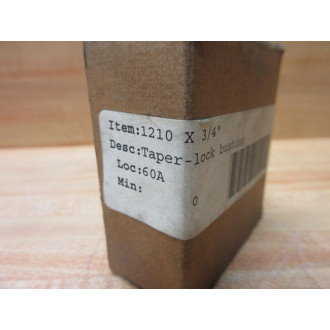 Item:1210 X 3/4"
Desc:Taper-lock bushing
Loc:60A
Min: 0